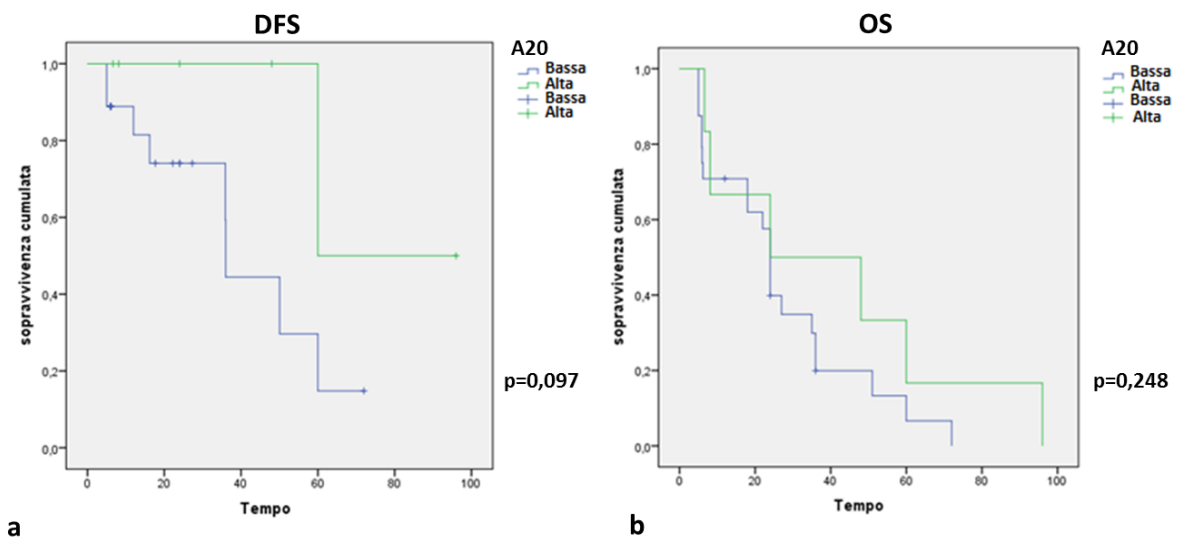 DFS
A20
Bassa
Alta
Bassa
Alta
1,0
0,8
0,6
0,4
0,2
0,0
sopravvivenza cumulata
0 20 40 60 80 100
Tempo
p=0,097
a
OS
A20
Bassa
Alta
Bassa
Alta
1,0
0,8
0,6
0,4
0,2
0,0
sopravvivenza cumulata
0 20 40 60 80 100
Tempo
p=0,248
b